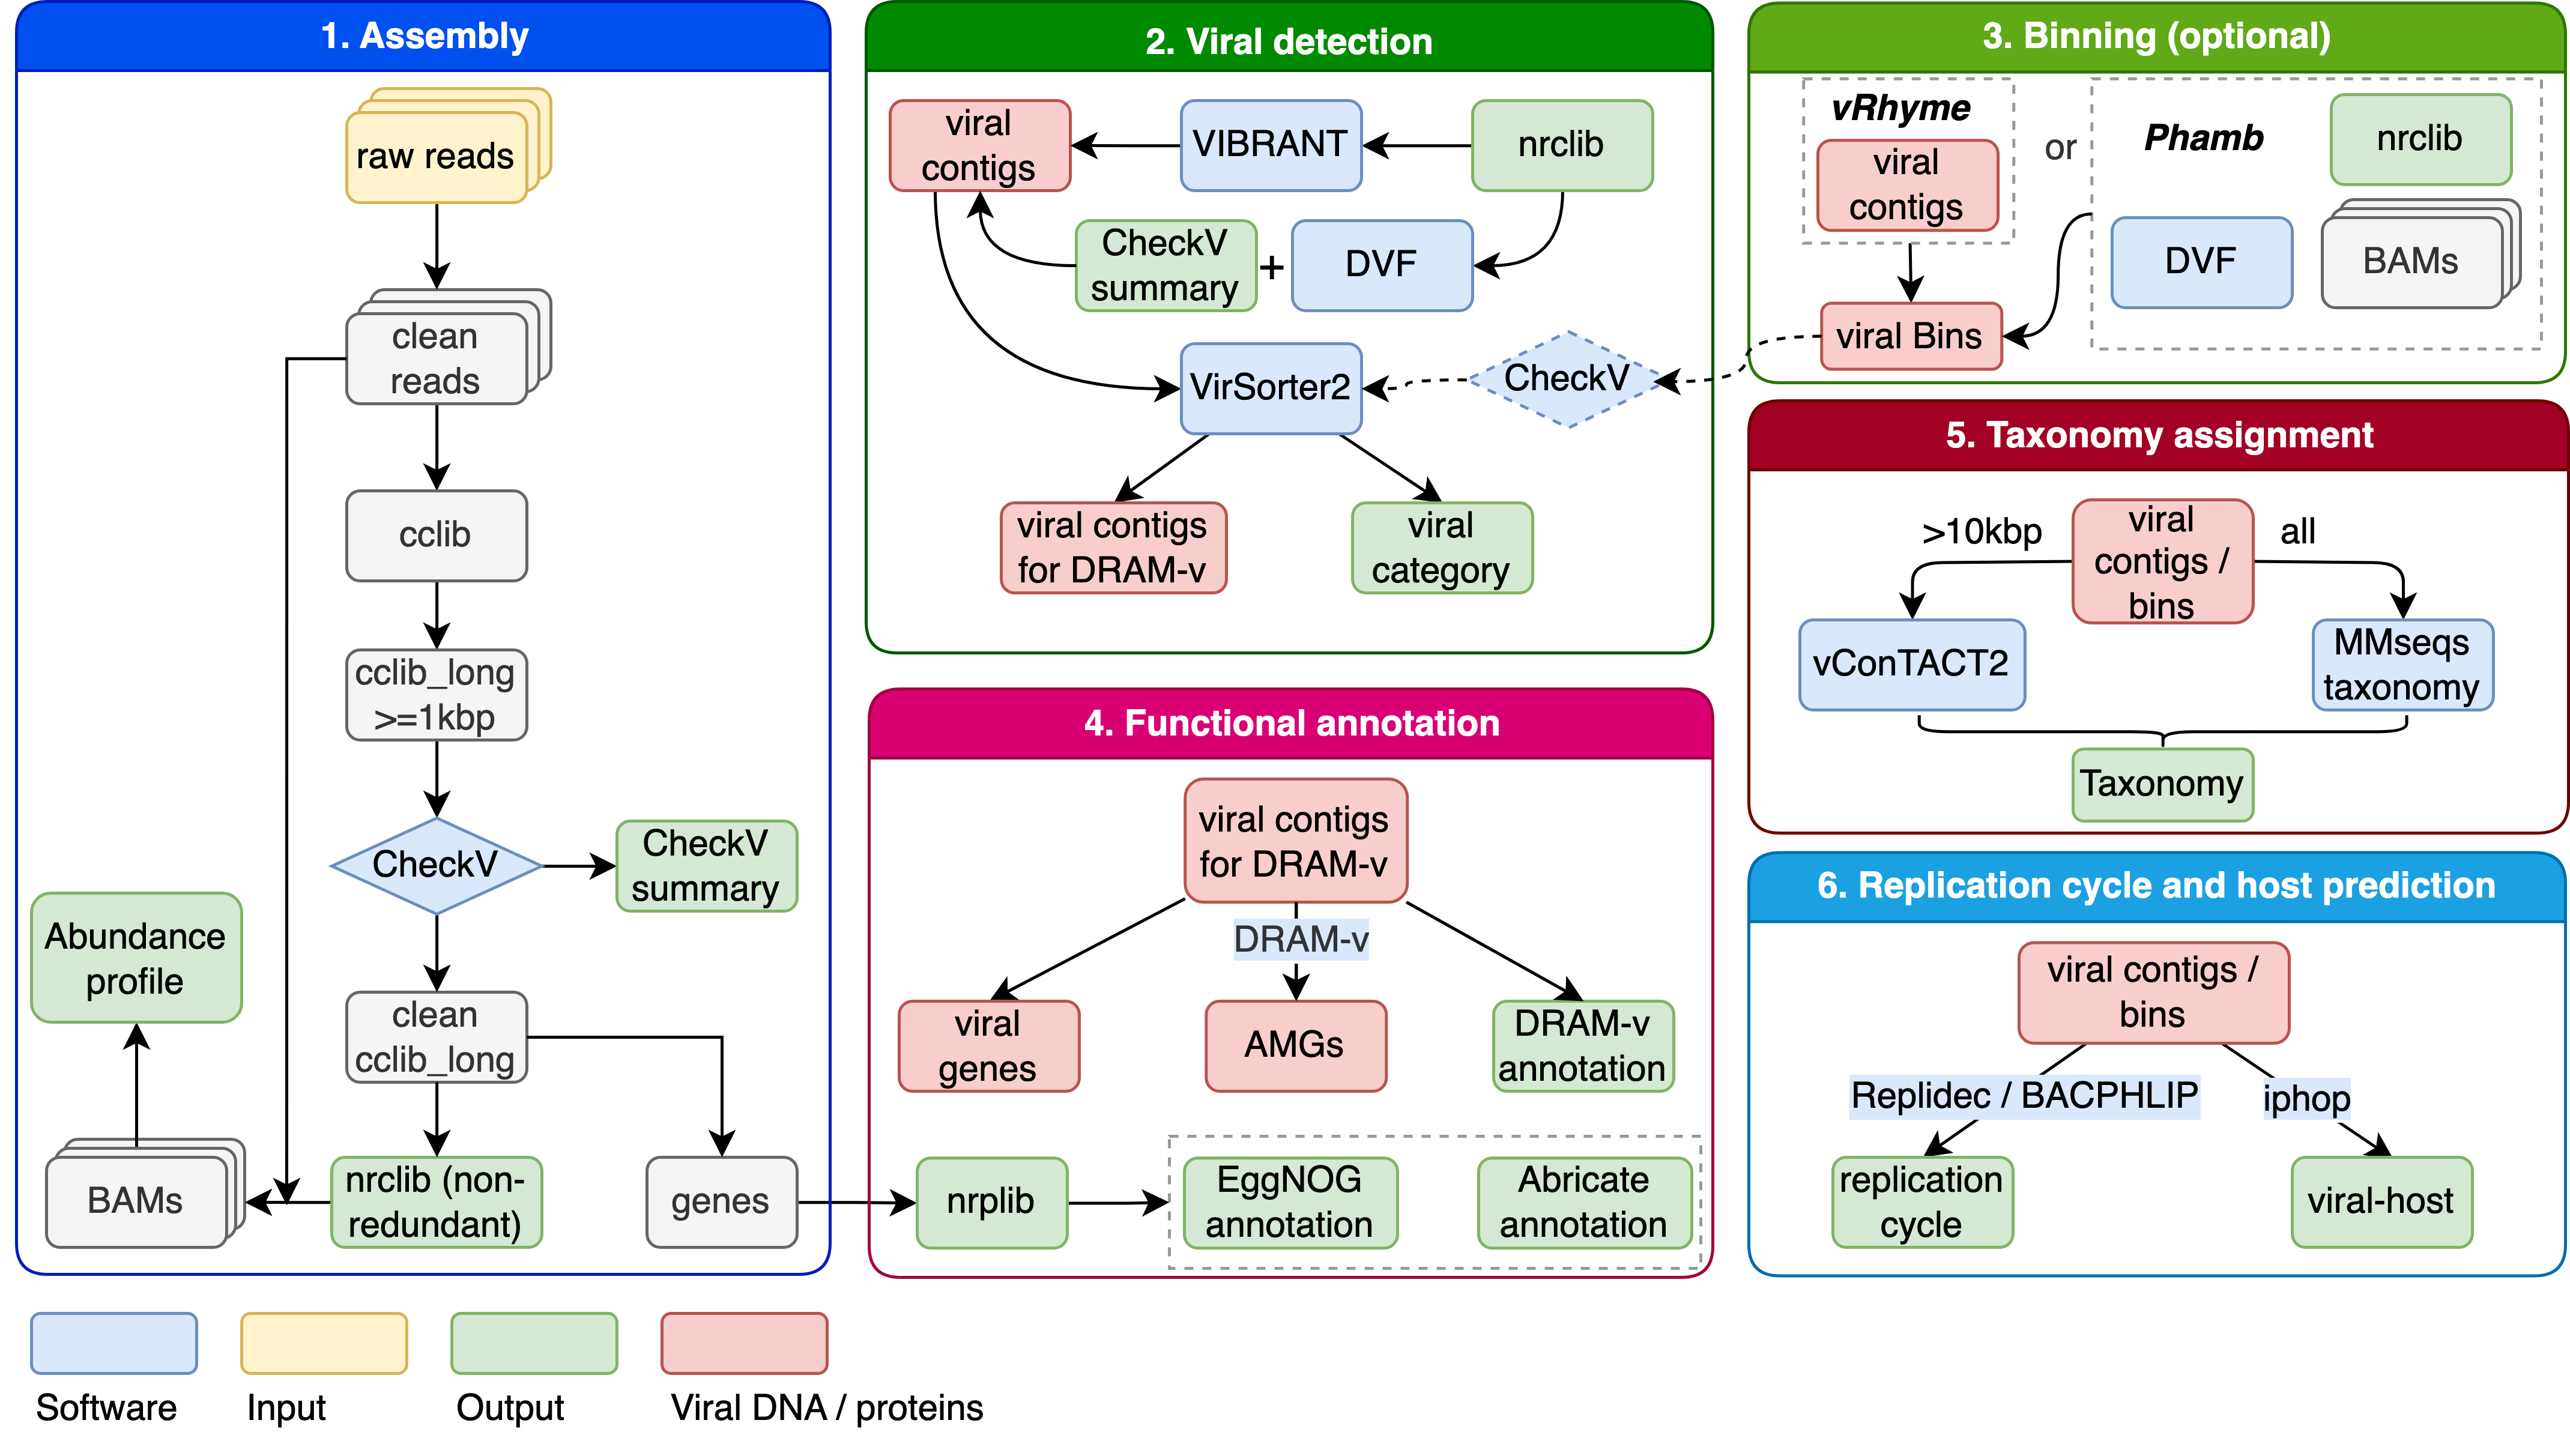 1. Assembly
raw reads
clean
reads
cclib
cclib_long
>=1kbp
CheckV
CheckV
summary
Abundance
profile
clean
cclib_long
BAMs
nrclib (non-
redundant)
genes
2. Viral detection
viral
contigs
VIBRANT
nrclib
CheckV
summary
+
DVF
VirSorter2
CheckV
viral contigs
for DRAM-v
viral
category
3. Binning (optional)
vRhyme
viral
contigs
or
Phamb
nrclib
DVF
BAMs
viral Bins
4. Functional annotation
viral contigs
for DRAM-v
DRAM-v
viral
genes
AMGs
DRAM-v
annotation
nrplib
EggNOG
annotation
Abricate
annotation
5. Taxonomy assignment
>10kbp
viral
contigs /
bins
all
vConTACT2
MMseqs
taxonomy
Taxonomy
6. Replication cycle and host prediction
viral contigs /
bins
Replidec / BACPHLIP
iphop
replication
cycle
viral-host
Software
Input
Output
Viral DNA / proteins